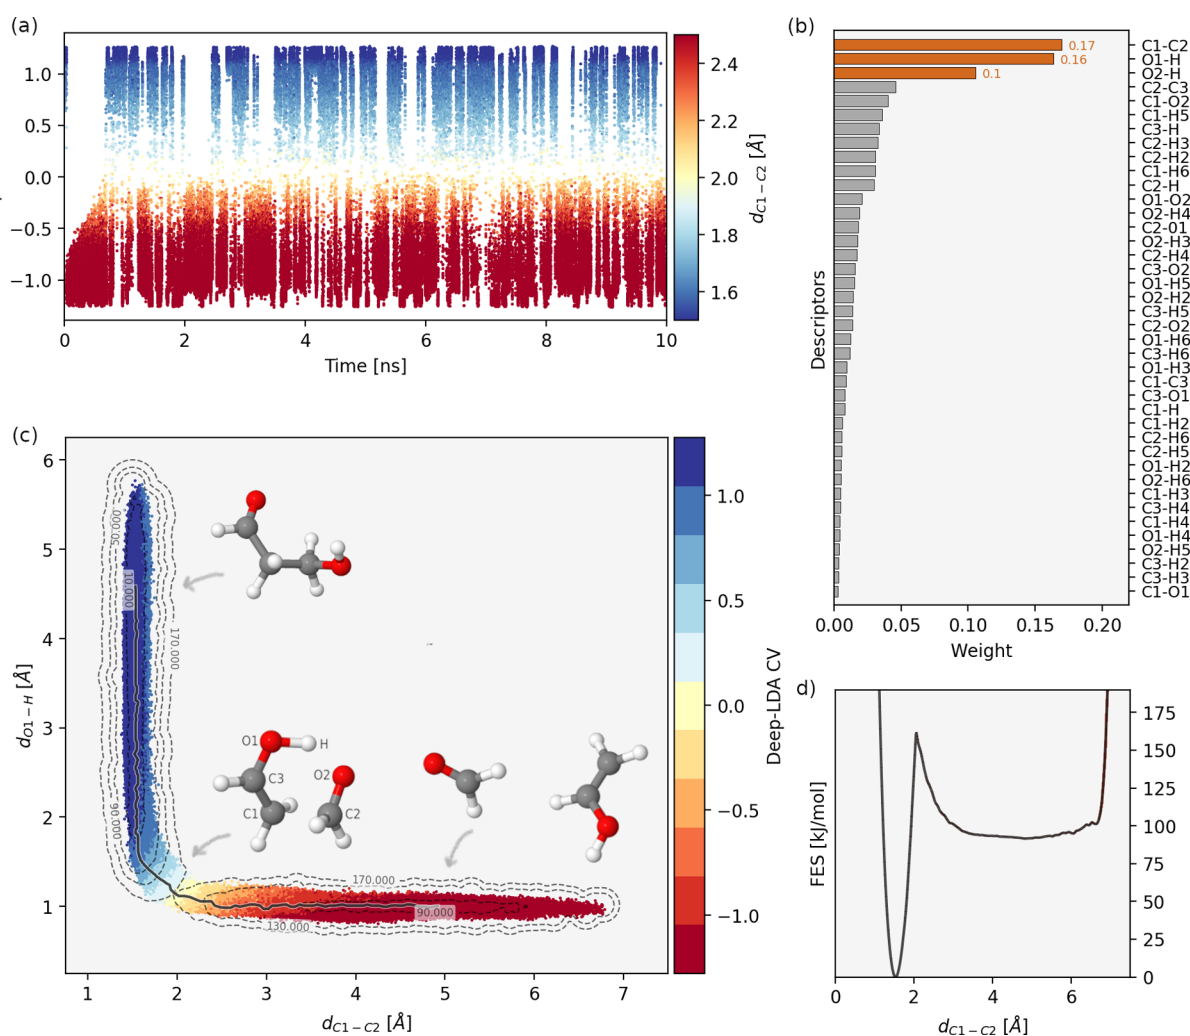 (a)
1.0
0.5
0.0
−0.5
−1.0
0
2
4
6
8
10
Time [ns]
2.4
2.2
2.0
1.8
1.6
d_{C1−C2} [Å]
(b)
C1-C2
O1-H
O2-H
C2-C3
C1-O2
C1-H5
C3-H
C2-H3
C2-H2
C1-H6
C2-H
O1-O2
O2-H4
C2-01
O2-H3
C2-H4
C3-O2
O1-H5
O2-H2
C3-H5
C2-O2
O1-H6
C3-H6
O1-H3
C1-C3
C3-O1
C1-H
C1-H2
C2-H6
C2-H5
O1-H2
O2-H6
C1-H3
C3-H4
C1-H4
O1-H4
O2-H5
C3-H2
C3-H3
C1-O1
0.17
0.16
0.1
Descriptors
0.00
0.05
0.10
0.15
0.20
Weight
(c)
6
5
4
3
2
1
d_{O1−H} [Å]
1
2
3
4
5
6
7
d_{C1−C2} [Å]
50.000
10.000
170.000
90.000
170.000
90.000
130.000
O1
H
C3
C1
O2
C2
1.0
0.5
0.0
−0.5
−1.0
Deep-LDA CV
d)
FES [kJ/mol]
175
150
125
100
75
50
25
0
0
2
4
6
d_{C1−C2} [Å]